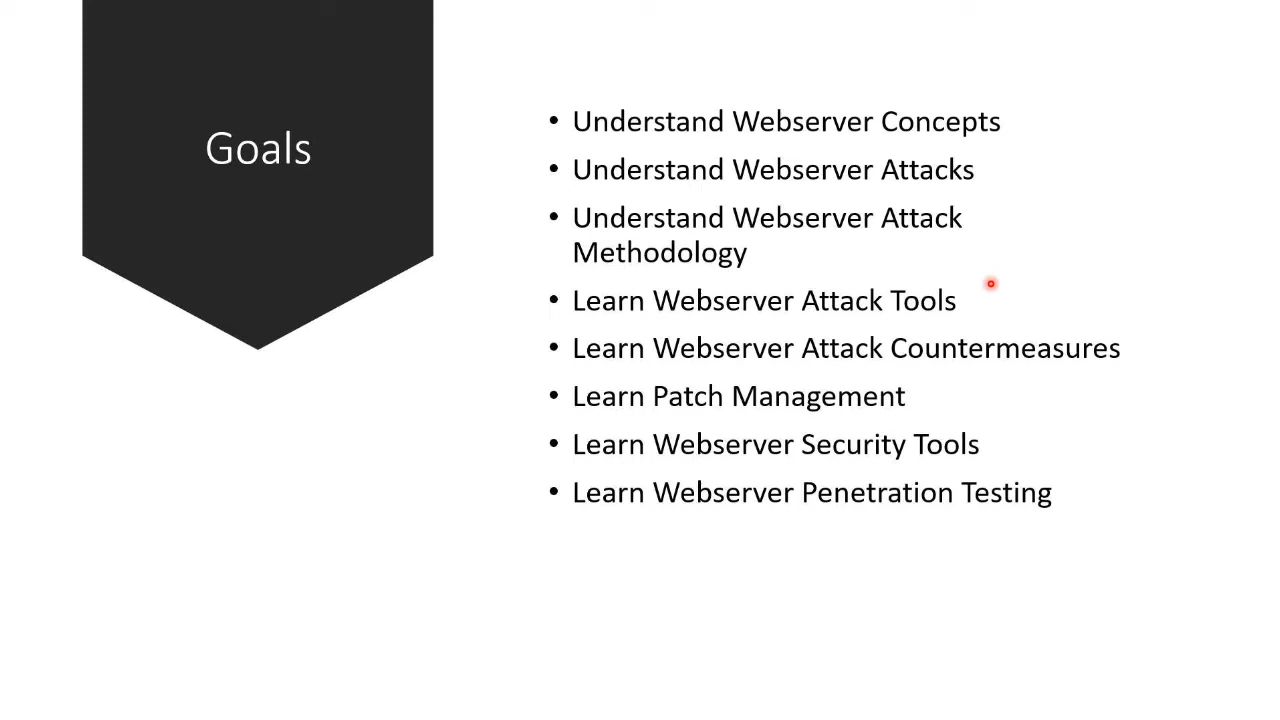 Goals
• Understand Webserver Concepts
• Understand Webserver Attacks
• Understand Webserver Attack
Methodology
• Learn Webserver Attack Tools
• Learn Webserver Attack Countermeasures
• Learn Patch Management
• Learn Webserver Security Tools
• Learn Webserver Penetration Testing